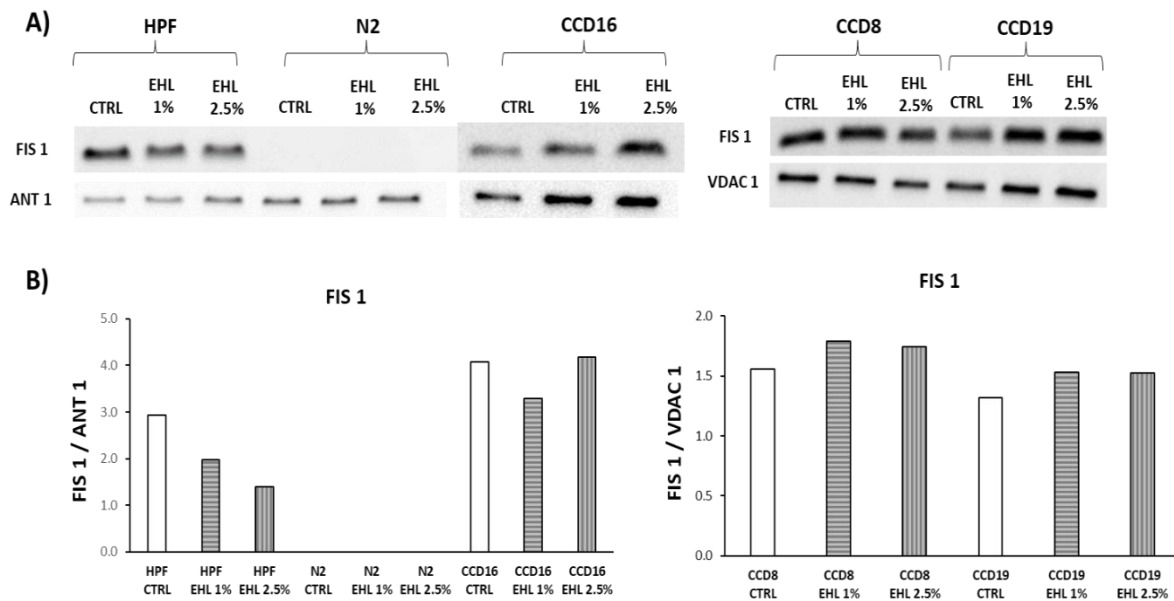 A)
HPF
N2
CCD16
CCD8
CCD19
CTRL
EHL
1%
EHL
2.5%
CTRL
EHL
1%
EHL
2.5%
CTRL
EHL
1%
EHL
2.5%
CTRL
EHL
1%
EHL
2.5%
CTRL
EHL
1%
EHL
2.5%
FIS 1
ANT 1
FIS 1
VDAC 1
B)
FIS 1
FIS 1 / ANT 1
5.0
4.0
3.0
2.0
1.0
0.0
HPF
CTRL
HPF
EHL 1%
HPF
EHL 2.5%
N2
CTRL
N2
EHL 1%
N2
EHL 2.5%
CCD16
CTRL
CCD16
EHL 1%
CCD16
EHL 2.5%
FIS 1
FIS 1 / VDAC 1
2.0
1.5
1.0
0.5
0.0
CCD8
CTRL
CCD8
EHL 1%
CCD8
EHL 2.5%
CCD19
CTRL
CCD19
EHL 1%
CCD19
EHL 2.5%